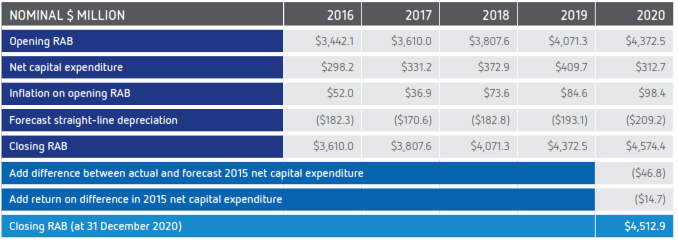 NOMINAL $ MILLION 2016 2017 2018 2019 2020
Opening RAB $3,442.1 $3,610.0 $3,807.6 $4,071.3 $4,372.5
Net capital expenditure $298.2 $331.2 $372.9 $409.7 $312.7
Inflation on opening RAB $52.0 $36.9 $73.6 $84.6 $98.4
Forecast straight-line depreciation ($182.3) ($170.6) ($182.8) ($193.1) ($209.2)
Closing RAB $3,610.0 $3,807.6 $4,071.3 $4,372.5 $4,574.4
Add difference between actual and forecast 2015 net capital expenditure ($46.8)
Add return on difference in 2015 net capital expenditure ($14.7)
Closing RAB (at 31 December 2020) $4,512.9